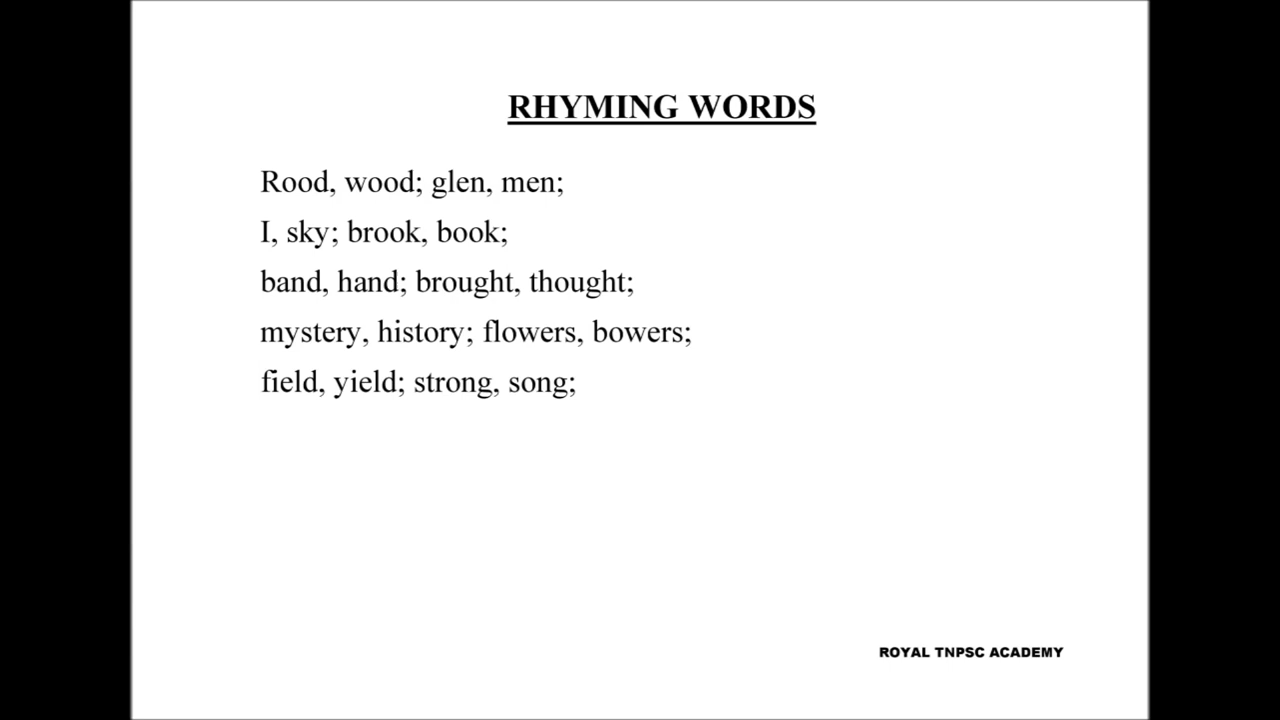 RHYMING WORDS
Rood, wood; glen, men;
I, sky; brook, book;
band, hand; brought, thought;
mystery, history; flowers, bowers;
field, yield; strong, song;
ROYAL TNPSC ACADEMY